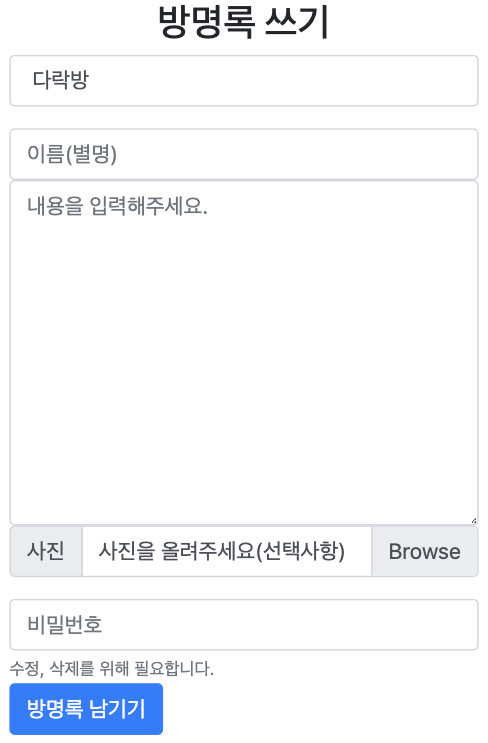 방명록 쓰기
다락방
이름(별명)
내용을 입력해주세요.
사진 사진을 올려주세요(선택사항) Browse
비밀번호
수정, 삭제를 위해 필요합니다.
방명록 남기기